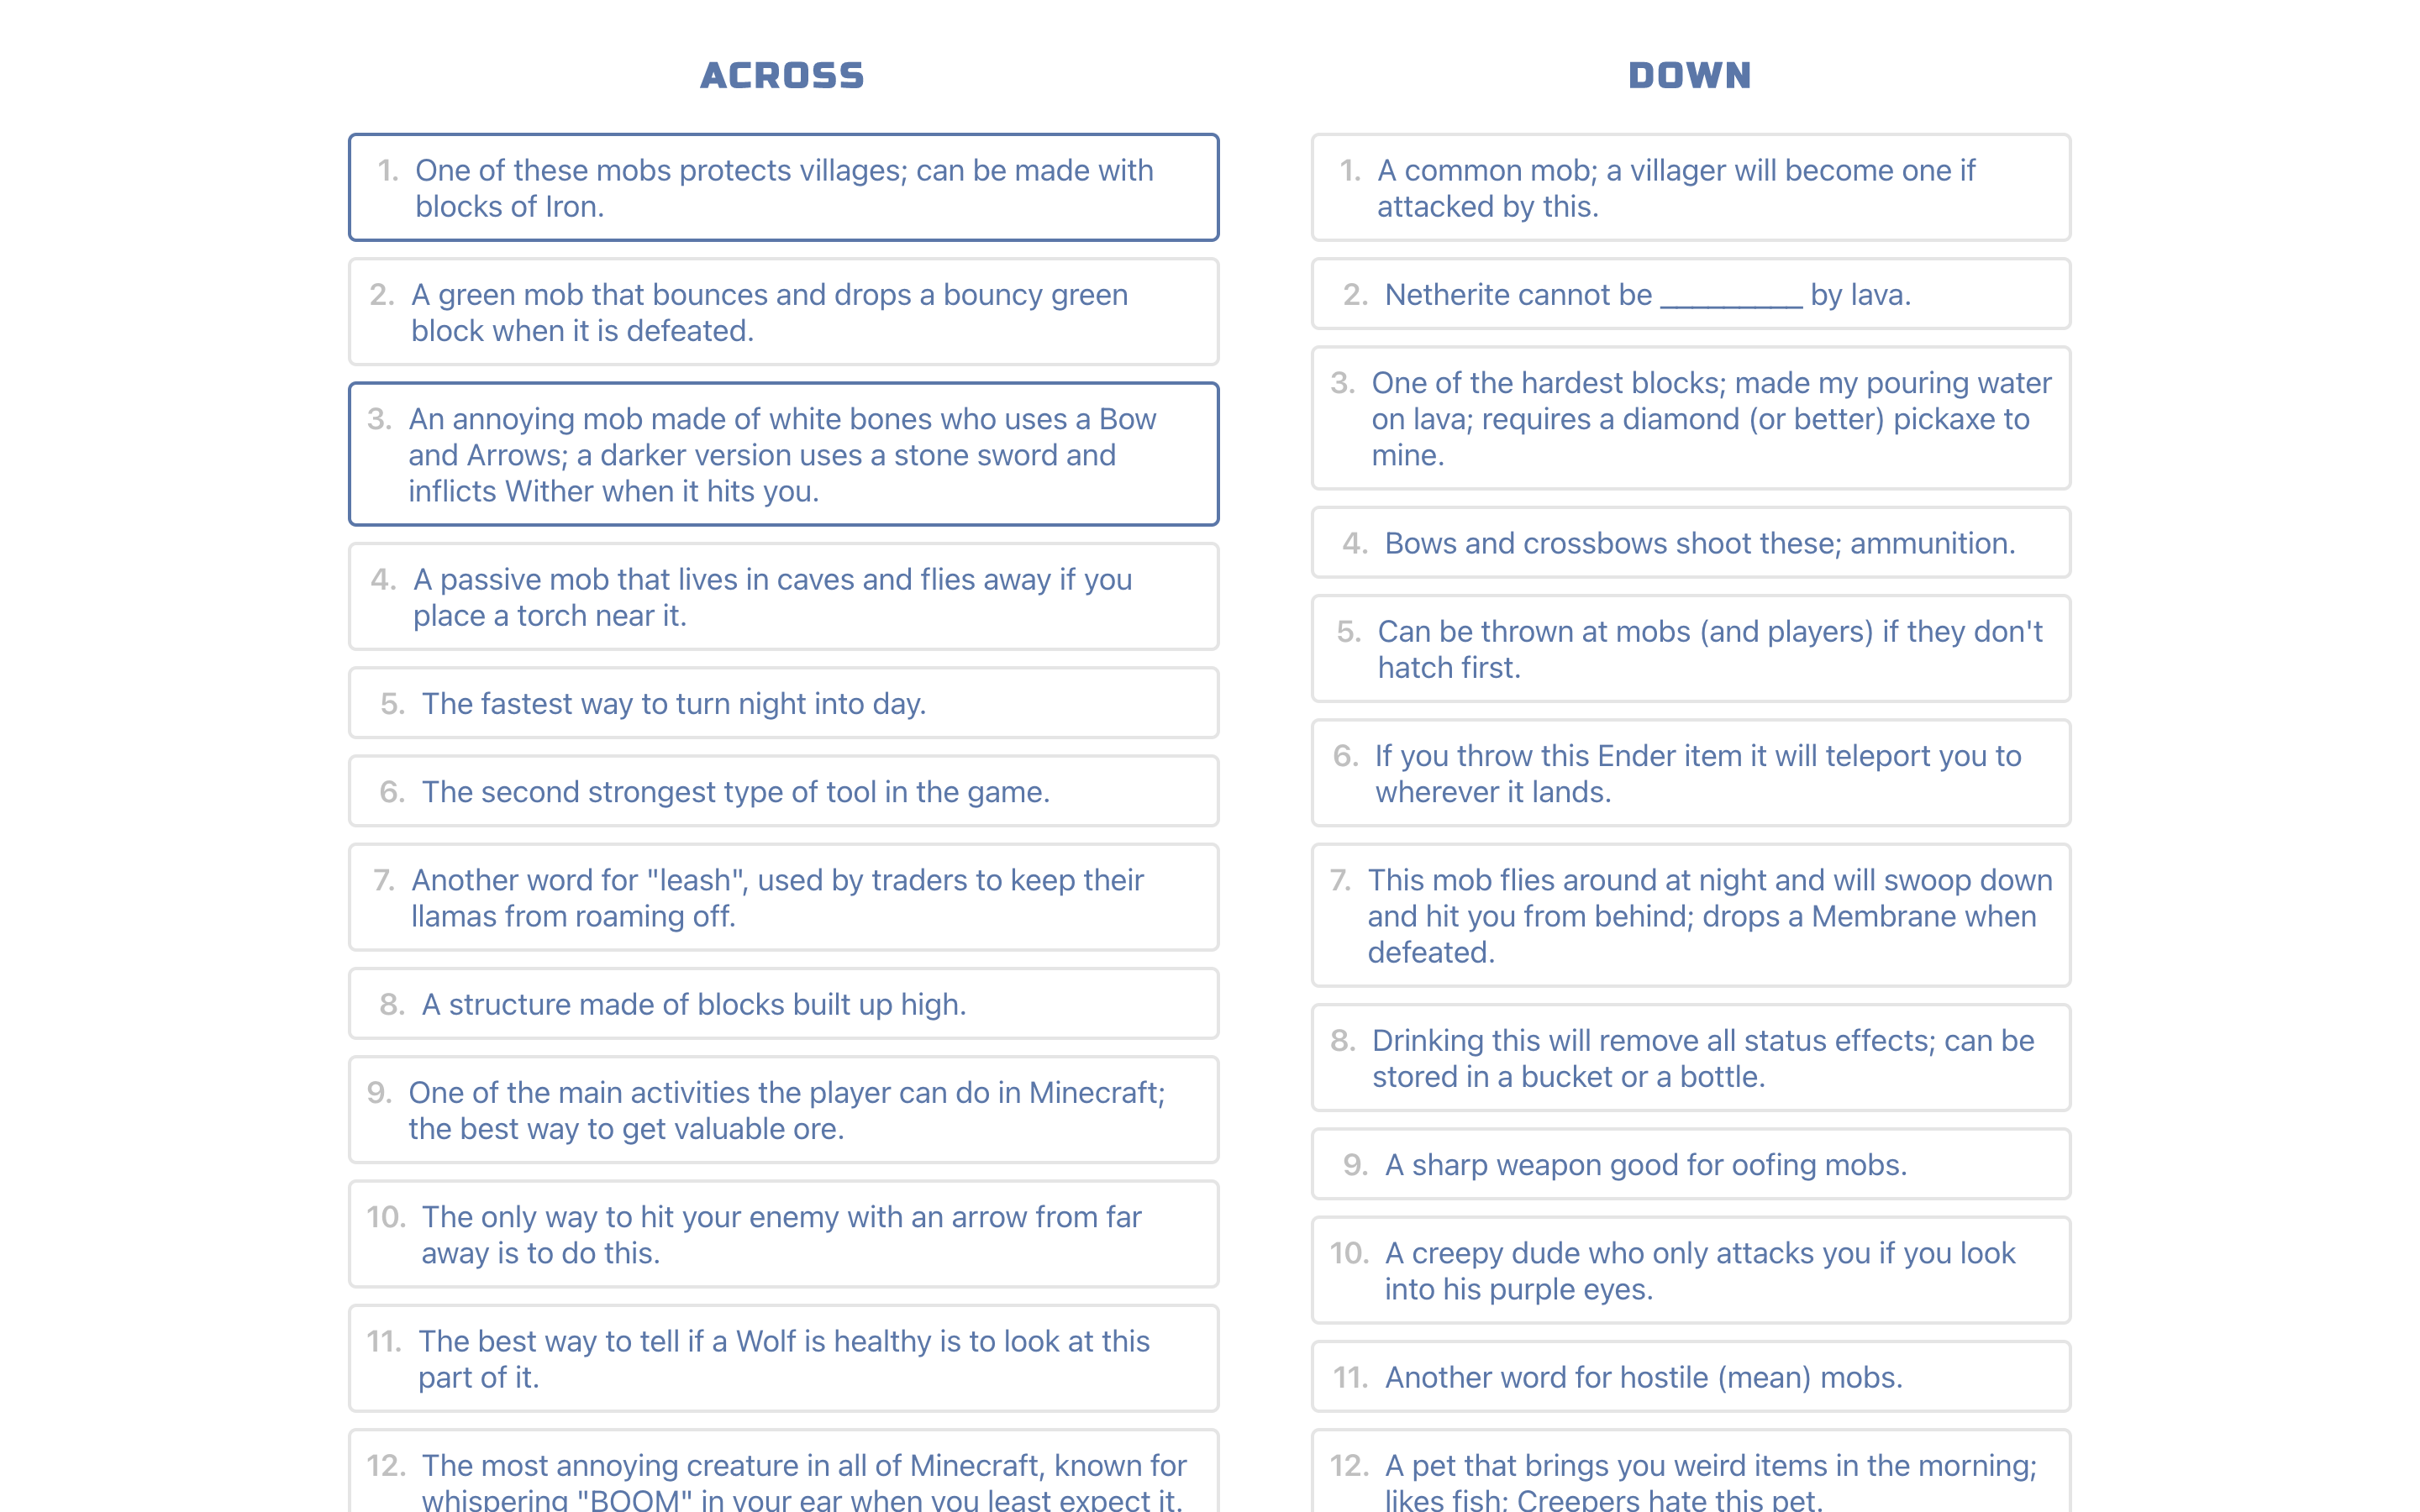 ACROSS
1. One of these mobs protects villages; can be made with
blocks of Iron.
2. A green mob that bounces and drops a bouncy green
block when it is defeated.
3. An annoying mob made of white bones who uses a Bow
and Arrows; a darker version uses a stone sword and
inflicts Wither when it hits you.
4. A passive mob that lives in caves and flies away if you
place a torch near it.
5. The fastest way to turn night into day.
6. The second strongest type of tool in the game.
7. Another word for "leash", used by traders to keep their
llamas from roaming off.
8. A structure made of blocks built up high.
9. One of the main activities the player can do in Minecraft;
the best way to get valuable ore.
10. The only way to hit your enemy with an arrow from far
away is to do this.
11. The best way to tell if a Wolf is healthy is to look at this
part of it.
12. The most annoying creature in all of Minecraft, known for
whispering "BOOM" in your ear when you least expect it.
DOWN
1. A common mob; a villager will become one if
attacked by this.
2. Netherite cannot be _________ by lava.
3. One of the hardest blocks; made my pouring water
on lava; requires a diamond (or better) pickaxe to
mine.
4. Bows and crossbows shoot these; ammunition.
5. Can be thrown at mobs (and players) if they don't
hatch first.
6. If you throw this Ender item it will teleport you to
wherever it lands.
7. This mob flies around at night and will swoop down
and hit you from behind; drops a Membrane when
defeated.
8. Drinking this will remove all status effects; can be
stored in a bucket or a bottle.
9. A sharp weapon good for oofing mobs.
10. A creepy dude who only attacks you if you look
into his purple eyes.
11. Another word for hostile (mean) mobs.
12. A pet that brings you weird items in the morning;
likes fish; Creepers hate this pet.